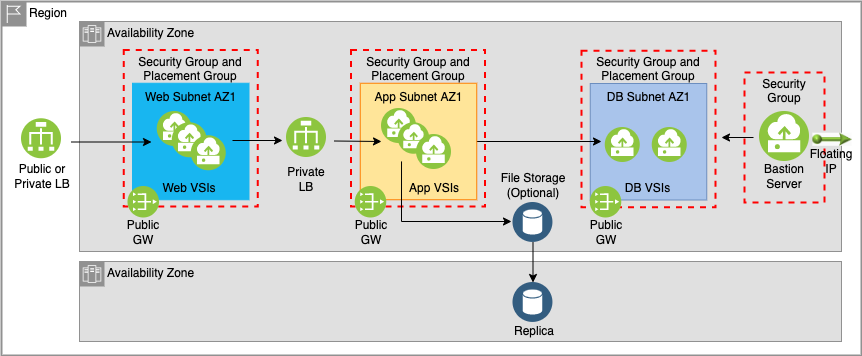 Region
Availability Zone
Security Group and
Placement Group
Web Subnet AZ1
Web VSIs
Public
GW
Public or
Private LB
Private
LB
Security Group and
Placement Group
App Subnet AZ1
App VSIs
Public
GW
File Storage
(Optional)
Security Group and
Placement Group
DB Subnet AZ1
DB VSIs
Public
GW
Security
Group
Bastion
Server
Floating
IP
Availability Zone
Replica